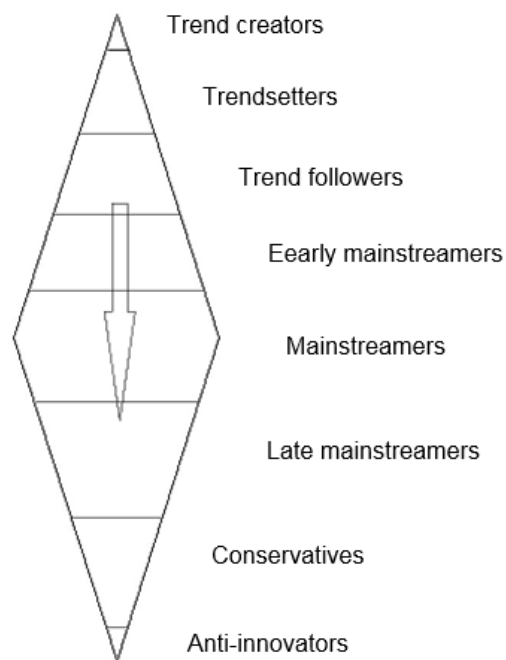 Trend creators
Trendsetters
Trend followers
Eearly mainstreamers
Mainstreamers
Late mainstreamers
Conservatives
Anti-innovators